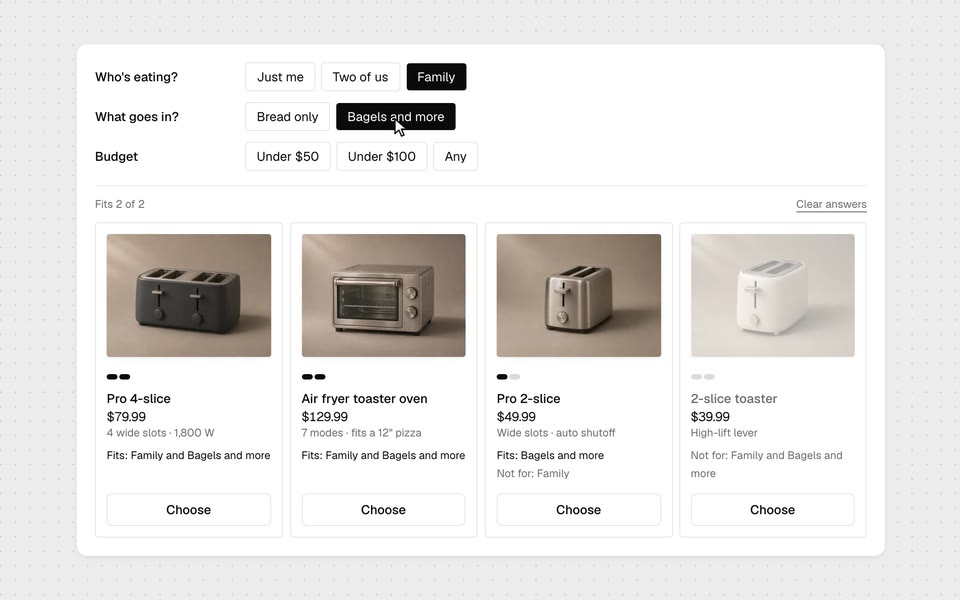 Who's eating?
Just me
Two of us
Family
What goes in?
Bread only
Bagels and more
Budget
Under $50
Under $100
Any
Fits 2 of 2
Clear answers
Pro 4-slice
$79.99
4 wide slots · 1,800 W
Fits: Family and Bagels and more
Choose
Air fryer toaster oven
$129.99
7 modes · fits a 12" pizza
Fits: Family and Bagels and more
Choose
Pro 2-slice
$49.99
Wide slots · auto shutoff
Fits: Bagels and more
Not for: Family
Choose
2-slice toaster
$39.99
High-lift lever
Not for: Family and Bagels and
more
Choose